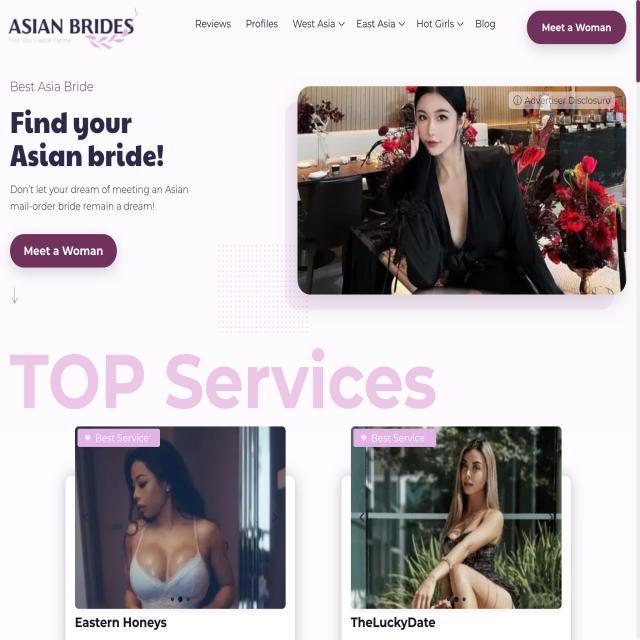 ASIAN BRIDES
Find Your Casual Partner
Reviews
Profiles
West Asia
East Asia
Hot Girls
Blog
Meet a Woman
Best Asia Bride
Find your
Asian bride!
Don't let your dream of meeting an Asian
mail-order bride remain a dream!
Meet a Woman
Advertiser Disclosure
TOP Services
Best Service
Best Service
Eastern Honeys
TheLuckyDate